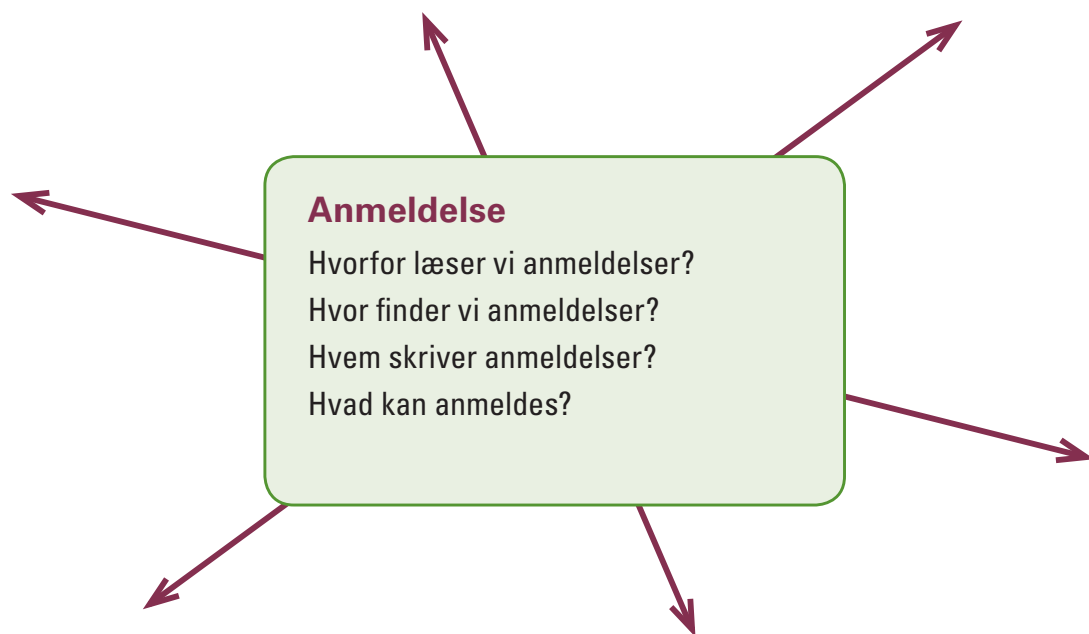 Anmeldelse
Hvorfor læser vi anmeldelser?
Hvor finder vi anmeldelser?
Hvem skriver anmeldelser?
Hvad kan anmeldes?